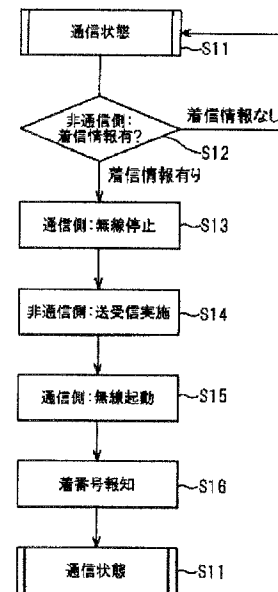 通信状態
S11
非通信側:
着信情報有?
着信情報なし
S12
着信情報有り
通信側:無線停止
S13
非通信側:送受信実施
S14
通信側:無線起動
S15
着番号報知
S16
通信状態
S11